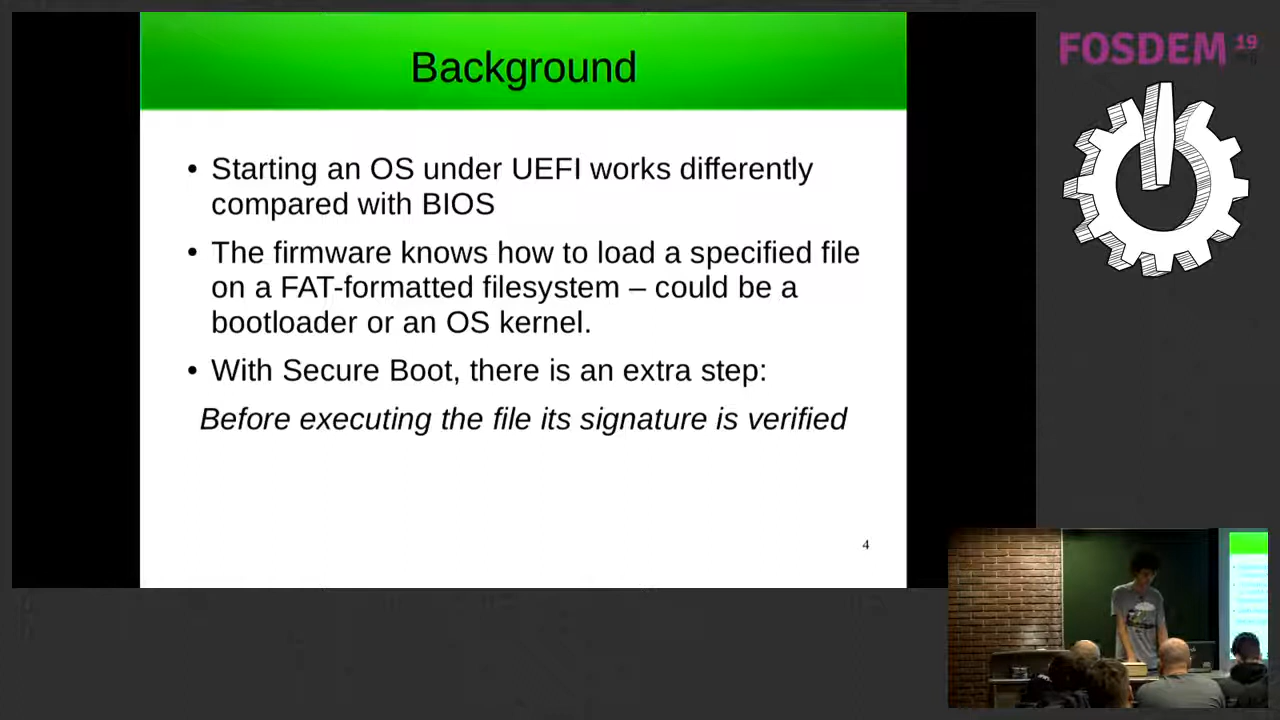 Background
FOSDEM 19
• Starting an OS under UEFI works differently
compared with BIOS
• The firmware knows how to load a specified file
on a FAT-formatted filesystem – could be a
bootloader or an OS kernel.
• With Secure Boot, there is an extra step:
Before executing the file its signature is verified
4